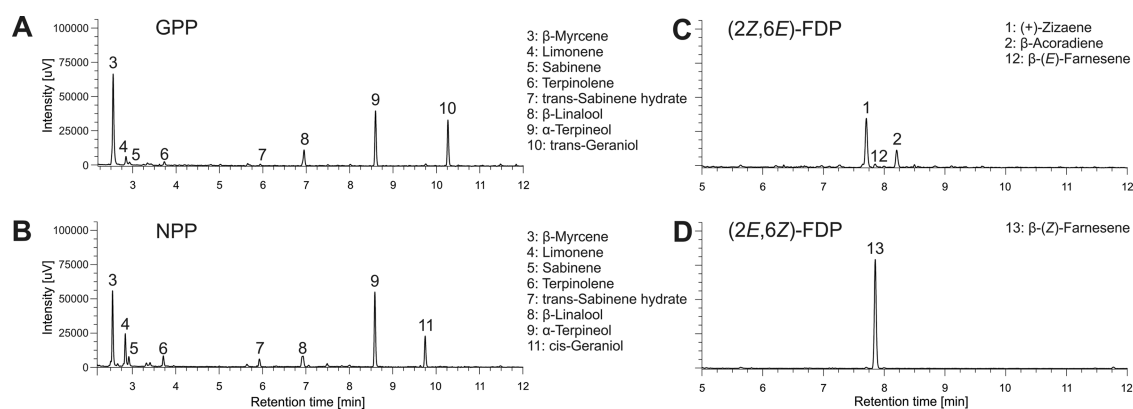 A
GPP
Intensity [uV]
100000
75000
50000
25000
0
3
4
5
6
7
8
9
10
3 4 5 6 7 8 9 10 11 12
3: β-Myrcene
4: Limonene
5: Sabinene
6: Terpinolene
7: trans-Sabinene hydrate
8: β-Linalool
9: α-Terpineol
10: trans-Geraniol
B
NPP
Intensity [uV]
100000
75000
50000
25000
0
3
4
5
6
7
8
9
11
3 4 5 6 7 8 9 10 11 12
Retention time [min]
3: β-Myrcene
4: Limonene
5: Sabinene
6: Terpinolene
7: trans-Sabinene hydrate
8: β-Linalool
9: α-Terpineol
11: cis-Geraniol
C
(2Z,6E)-FDP
1: (+)-Zizaene
2: β-Acoradiene
12: β-(E)-Farnesene
1
12
2
5 6 7 8 9 10 11 12
D
(2E,6Z)-FDP
13: β-(Z)-Farnesene
13
5 6 7 8 9 10 11 12
Retention time [min]